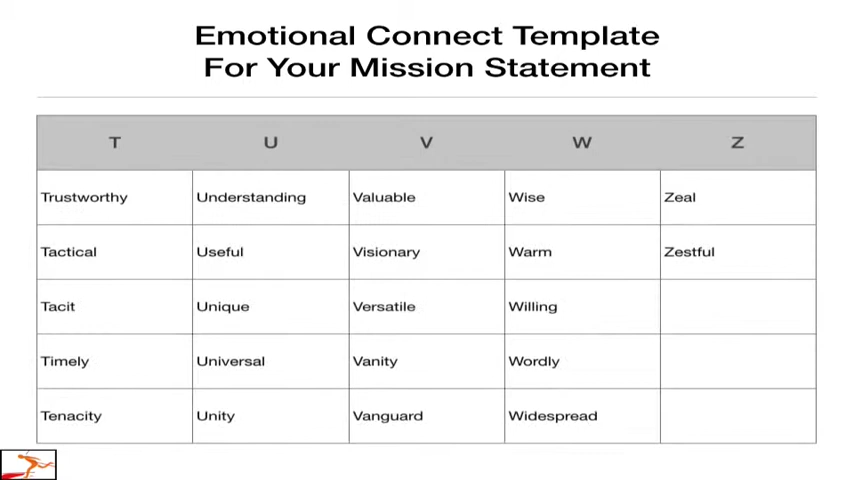 Emotional Connect Template
For Your Mission Statement
T U V W Z
Trustworthy Understanding Valuable Wise Zeal
Tactical Useful Visionary Warm Zestful
Tacit Unique Versatile Willing
Timely Universal Vanity Wordly
Tenacity Unity Vanguard Widespread